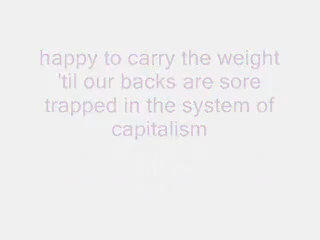 happy to carry the weight
'til our backs are sore
trapped in the system of
capitalism